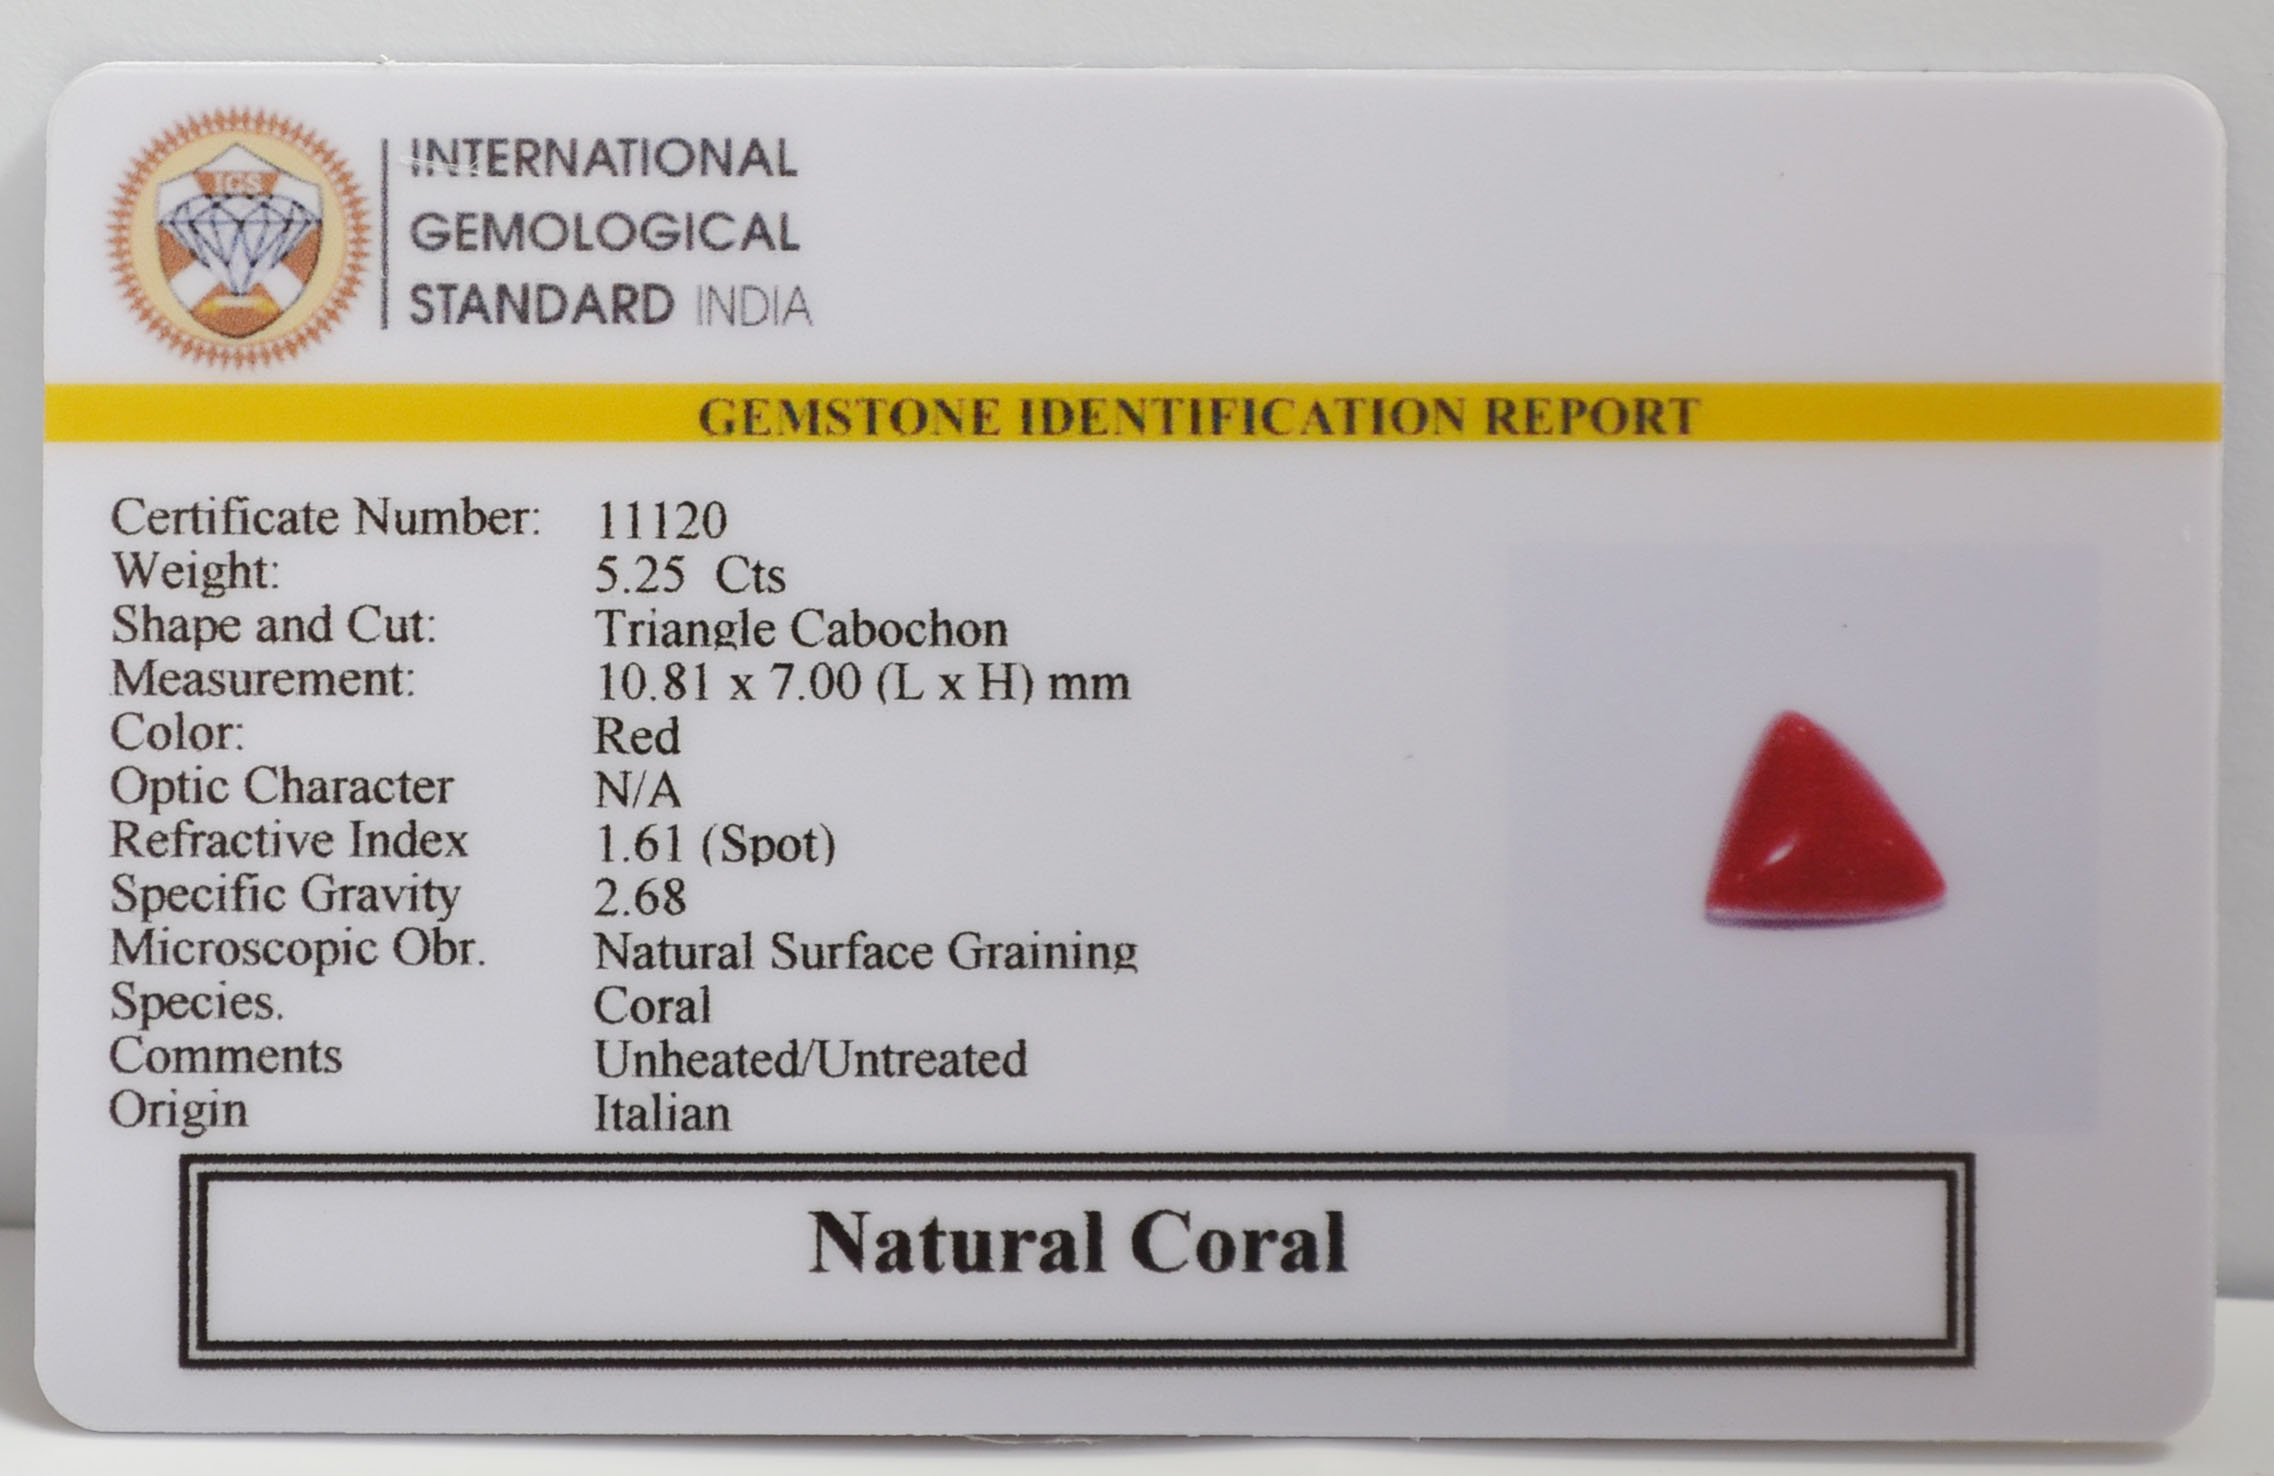 IGS
INTERNATIONAL
GEMOLOGICAL
STANDARD INDIA
GEMSTONE IDENTIFICATION REPORT
Certificate Number: 11120
Weight: 5.25 Cts
Shape and Cut: Triangle Cabochon
Measurement: 10.81 x 7.00 (L x H) mm
Color: Red
Optic Character N/A
Refractive Index 1.61 (Spot)
Specific Gravity 2.68
Microscopic Obr. Natural Surface Graining
Species. Coral
Comments Unheated/Untreated
Origin Italian
Natural Coral